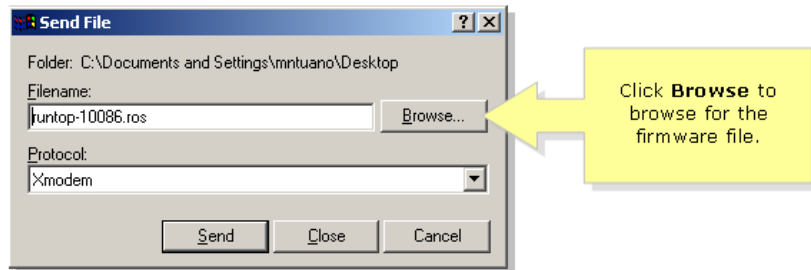 Send File
Folder: C:\Documents and Settings\mntuano\Desktop
Filename:
runtop-10086.ros
Browse...
Protocol:
Xmodem
Send
Close
Cancel
Click Browse to
browse for the
firmware file.